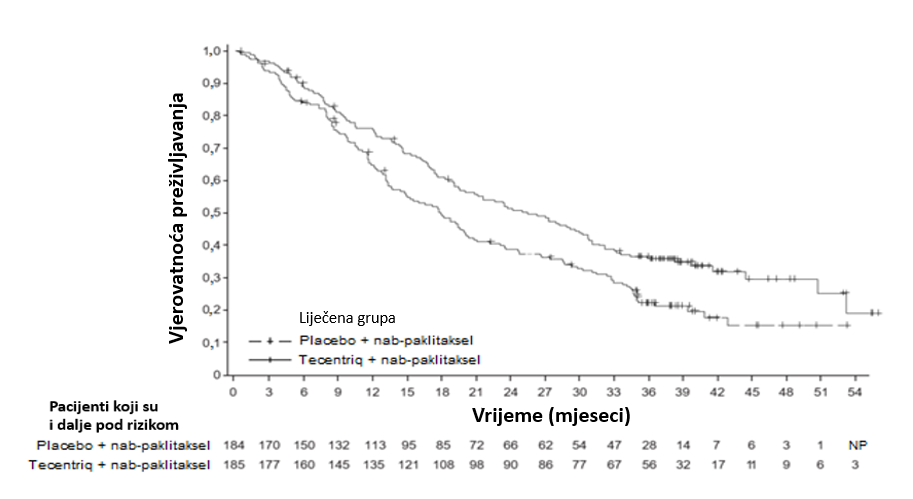 Vjerovatnoća preživljavanja
1,0
0,9
0,8
0,7
0,6
0,5
0,4
0,3
0,2
0,1
0
Liječena grupa
Placebo + nab-paklitaksel
Tecentriq + nab-paklitaksel
0 3 6 9 12 15 18 21 24 27 30 33 36 39 42 45 48 51 54
Vrijeme (mjeseci)
Pacijenti koji su
i dalje pod rizikom
Placebo + nab-paklitaksel 184 170 150 132 113 95 85 72 66 62 54 47 28 14 7 6 3 1 NP
Tecentriq + nab-paklitaksel 185 177 160 145 135 121 108 98 90 86 77 67 56 32 17 11 9 6 3